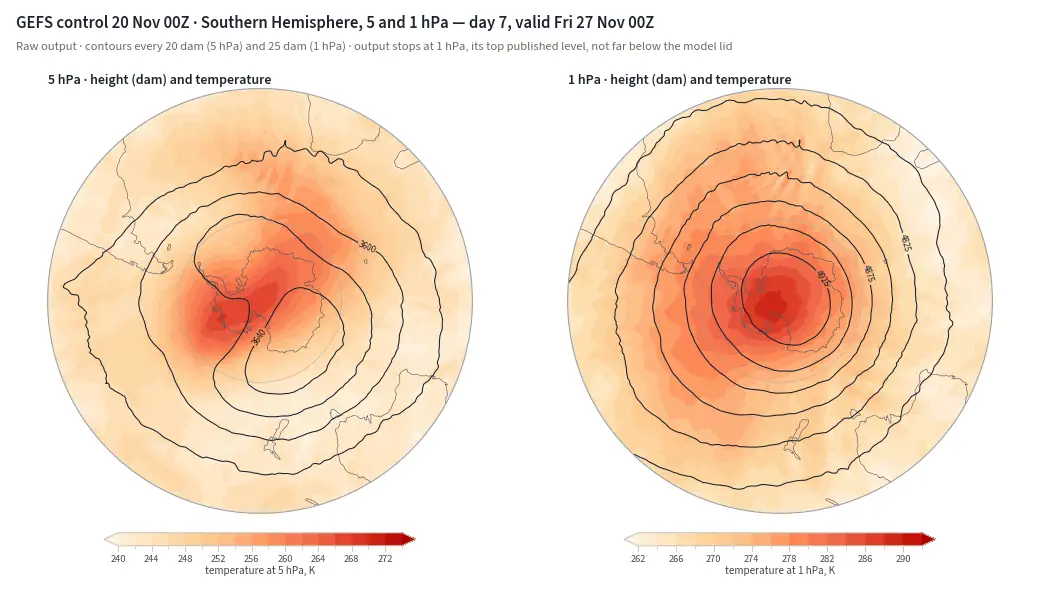 GEFS control 20 Nov 00Z · Southern Hemisphere, 5 and 1 hPa — day 7, valid Fri 27 Nov 00Z
Raw output · contours every 20 dam (5 hPa) and 25 dam (1 hPa) · output stops at 1 hPa, its top published level, not far below the model lid
5 hPa · height (dam) and temperature
1 hPa · height (dam) and temperature
3600
3640
4825
4875
4925
240 244 248 252 256 260 264 268 272
temperature at 5 hPa, K
262 266 270 274 278 282 286 290
temperature at 1 hPa, K